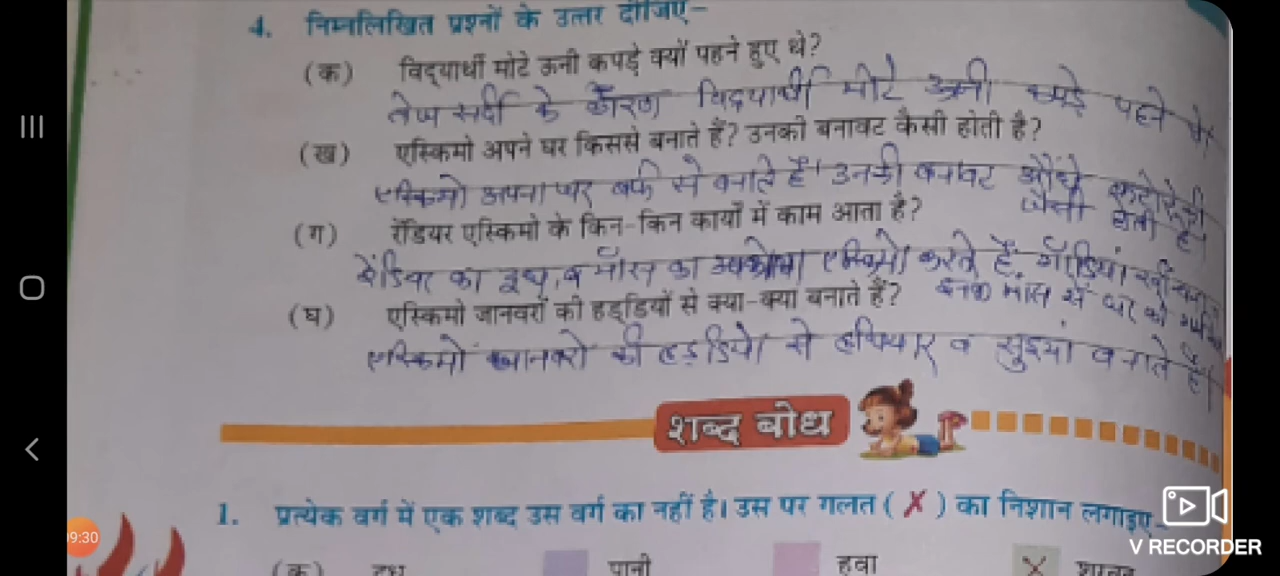 4. निम्नलिखित प्रश्नों के उत्तर दीजिए–
(क) विद्यार्थी मोटे ऊनी कपड़े क्यों पहने हुए थे?
तेज सर्दी के कारण विद्यार्थी मोटे ऊनी कपड़े पहने थे।
(ख) एस्किमो अपने घर किससे बनाते हैं? उनकी बनावट कैसी होती है?
एस्किमो अपना घर बर्फ से बनाते हैं। उनकी बनावट औंधे कटोरे की
जैसी होती है।
(ग) रेंडियर एस्किमो के किन-किन कार्यों में काम आता है?
रेंडियर का दूध व माँस का एस्किमो करते हैं, गाड़ियां
से घर को
(घ) एस्किमो जानवरों की हड्डियों से क्या-क्या बनाते हैं?
एस्किमो जानवरो की हड्डियो से हथियार व सुइयां बनाते हैं।
शब्द बोध
1. प्रत्येक वर्ग में एक शब्द उस वर्ग का नहीं है। उस पर गलत ( ✗ ) का निशान लगाइए–
(क) दूध पानी हवा शरबत
9:30
V RECORDER